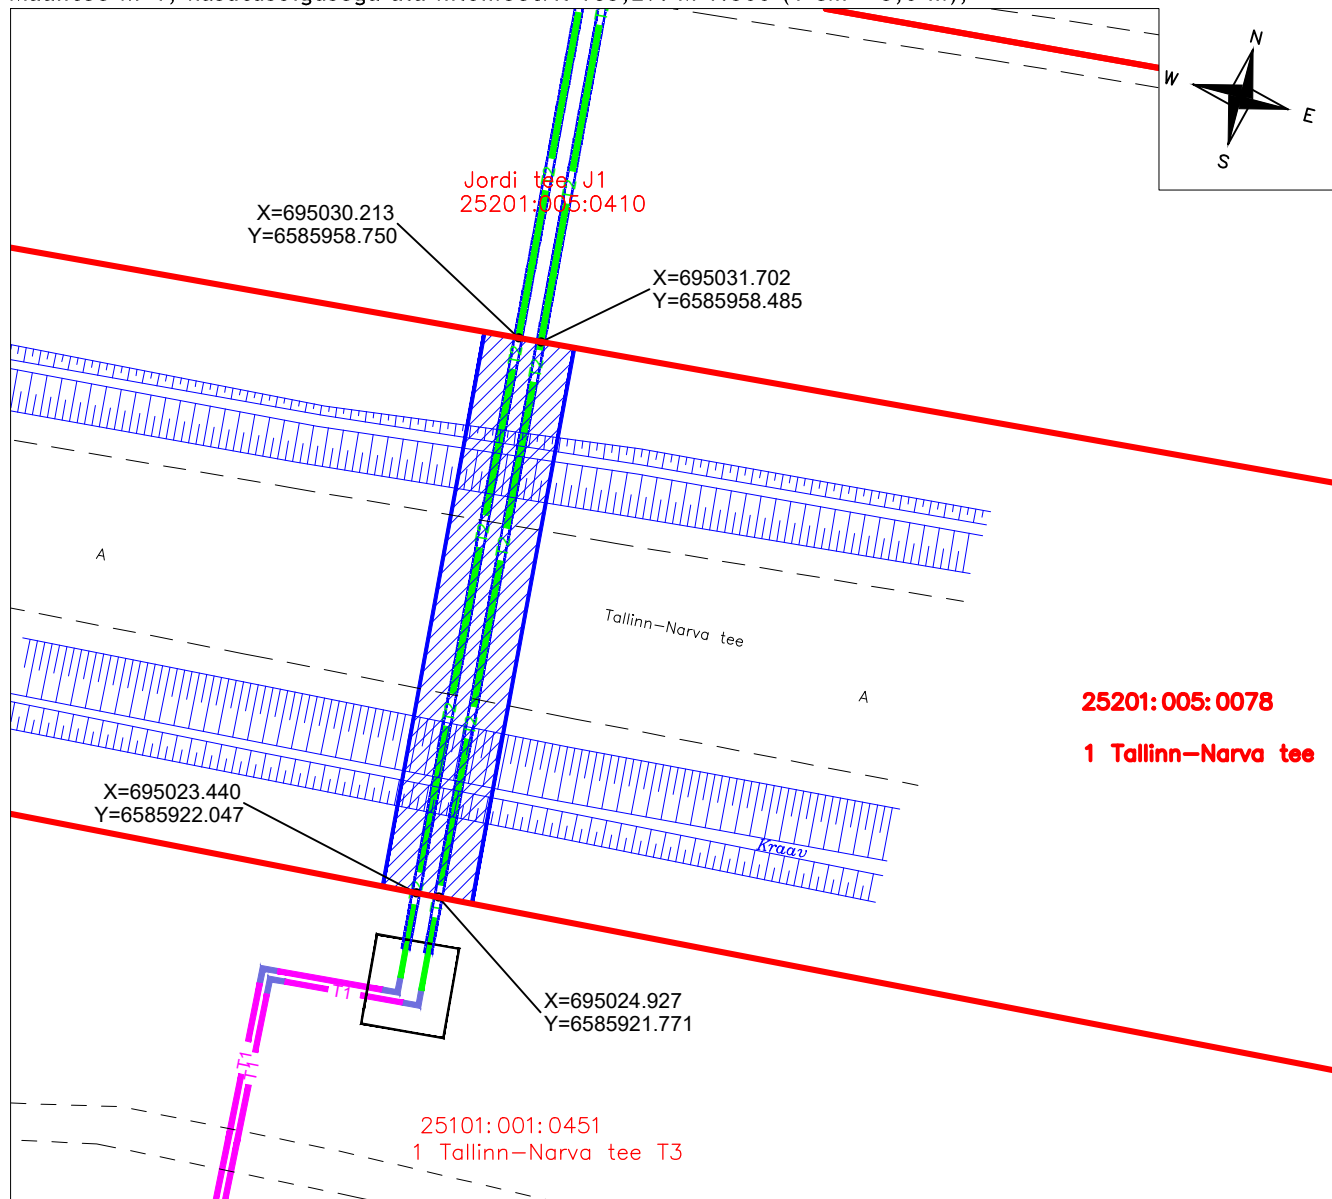 N
W
E
S
Jordi tee J1
25201:005:0410
X=695030.213
Y=6585958.750
X=695031.702
Y=6585958.485
A
Tallinn-Narva tee
A
25201:005:0078
1 Tallinn-Narva tee
X=695023.440
Y=6585922.047
Kraav
X=695024.927
Y=6585921.771
T1
T1
T1
25101:001:0451
1 Tallinn-Narva tee T3